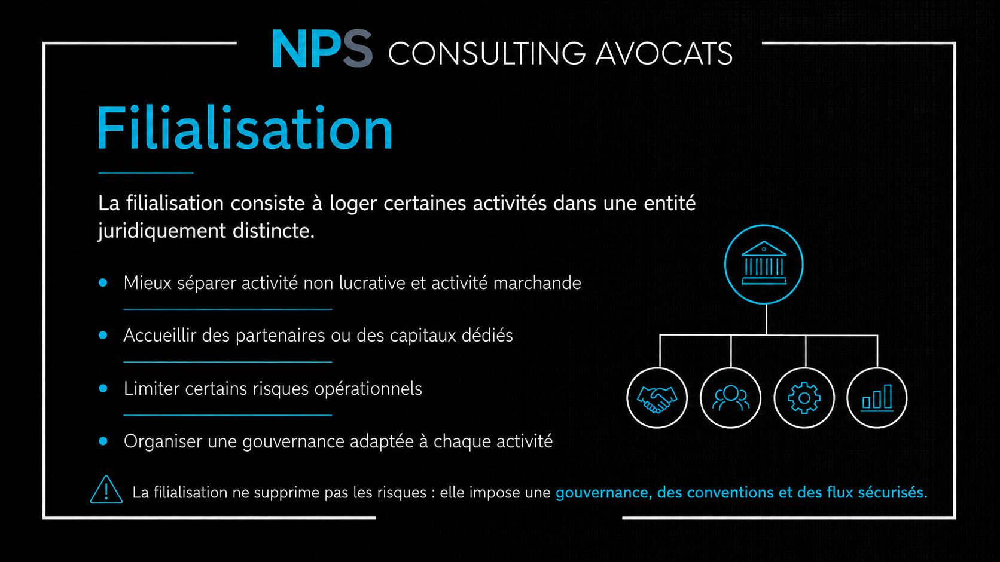 NPS CONSULTING AVOCATS
Filialisation
La filialisation consiste à loger certaines activités dans une entité
juridiquement distincte.
Mieux séparer activité non lucrative et activité marchande
Accueillir des partenaires ou des capitaux dédiés
Limiter certains risques opérationnels
Organiser une gouvernance adaptée à chaque activité
La filialisation ne supprime pas les risques : elle impose une gouvernance, des conventions et des flux sécurisés.